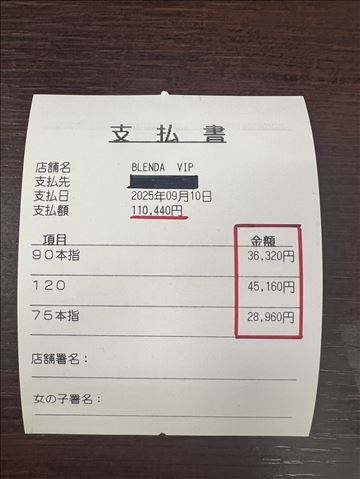 支払書
店舗名 BLENDA VIP
支払先
支払日 2025年09月10日
支払額 110,440円
項目 金額
90本指 36,320円
120 45,160円
75本指 28,960円
店舗署名：
女の子署名：